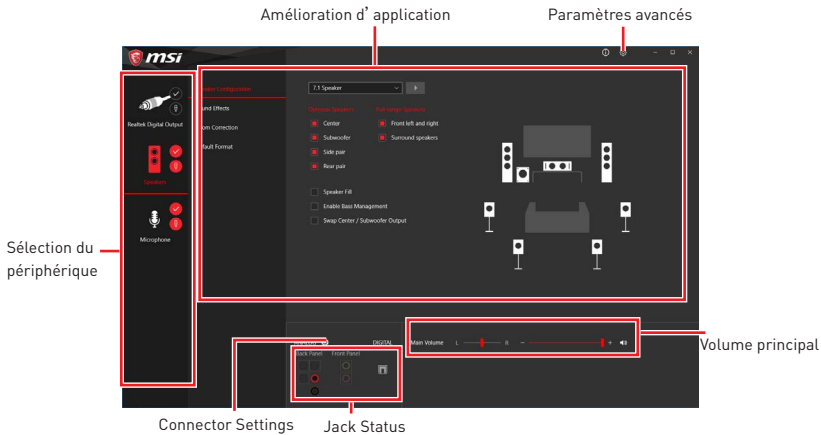 Amélioration d’application
Paramètres avancés
msi
Realtek Digital Output
Speakers
Microphone
Speaker Configuration
Sound Effects
Room Correction
Default Format
7.1 Speaker
Optional Speakers
Full-range Speakers
Center
Front left and right
Subwoofer
Surround speakers
Side pair
Rear pair
Speaker Fill
Enable Bass Management
Swap Center / Subwoofer Output
Sélection du
périphérique
DIGITAL
Back Panel
Front Panel
Main Volume
L
R
Volume principal
Connector Settings
Jack Status